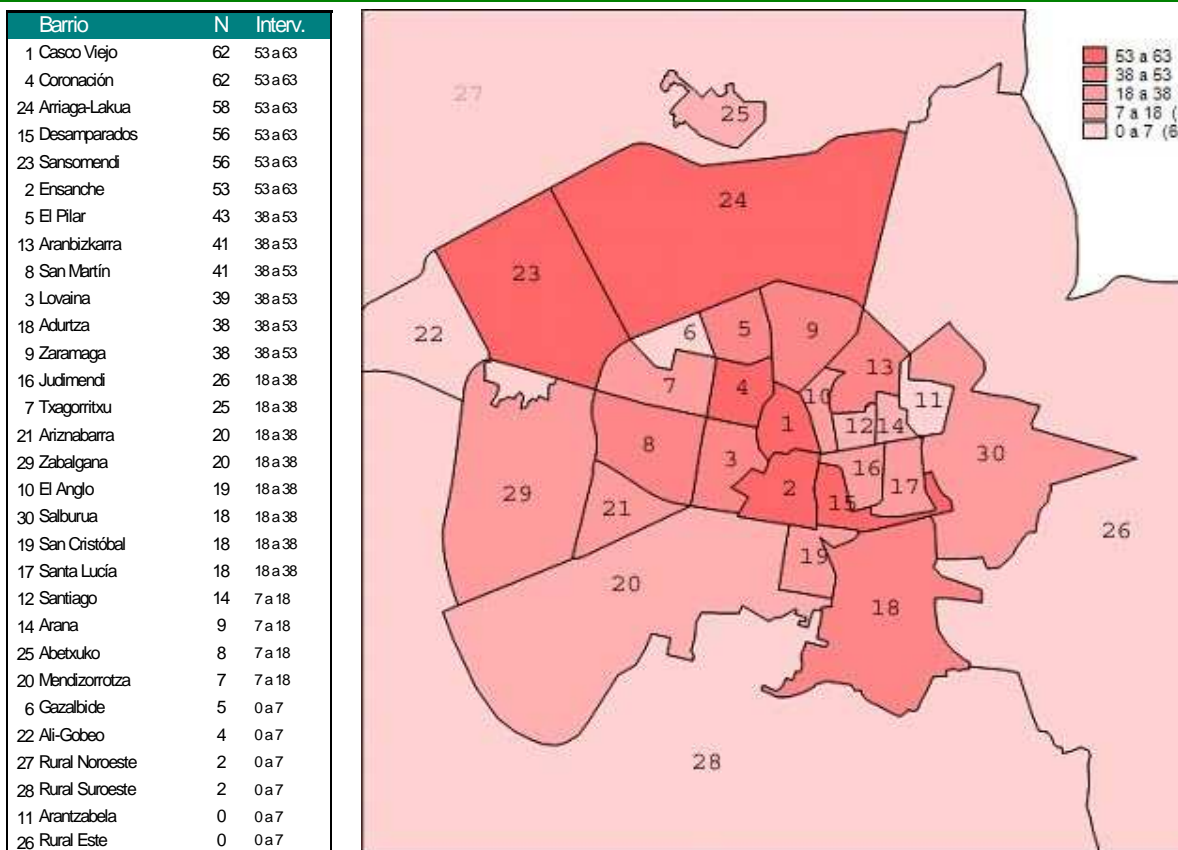 Barrio N Interv.
1 Casco Viejo 62 53 a 63
4 Coronación 62 53 a 63
24 Arriaga-Lakua 58 53 a 63
15 Desamparados 56 53 a 63
23 Sansomendi 56 53 a 63
2 Ensanche 53 53 a 63
5 El Pilar 43 38 a 53
13 Aranbizkarra 41 38 a 53
8 San Martín 41 38 a 53
3 Lovaina 39 38 a 53
18 Adurtza 38 38 a 53
9 Zaramaga 38 38 a 53
16 Judimendi 26 18 a 38
7 Txagorritxu 25 18 a 38
21 Ariznabarra 20 18 a 38
29 Zabalgana 20 18 a 38
10 El Anglo 19 18 a 38
30 Salburua 18 18 a 38
19 San Cristóbal 18 18 a 38
17 Santa Lucía 18 18 a 38
12 Santiago 14 7 a 18
14 Arana 9 7 a 18
25 Abetxuko 8 7 a 18
20 Mendizorrotza 7 7 a 18
6 Gazalbide 5 0 a 7
22 Ali-Gobeo 4 0 a 7
27 Rural Noroeste 2 0 a 7
28 Rural Suroeste 2 0 a 7
11 Arantzabela 0 0 a 7
26 Rural Este 0 0 a 7
53 a 63
38 a 53
18 a 38
7 a 18 (
0 a 7 (6
27
25
24
23
22
6
5
9
7
4
13
10
11
1
12
14
8
3
30
16
2
17
29
21
15
26
19
20
18
28